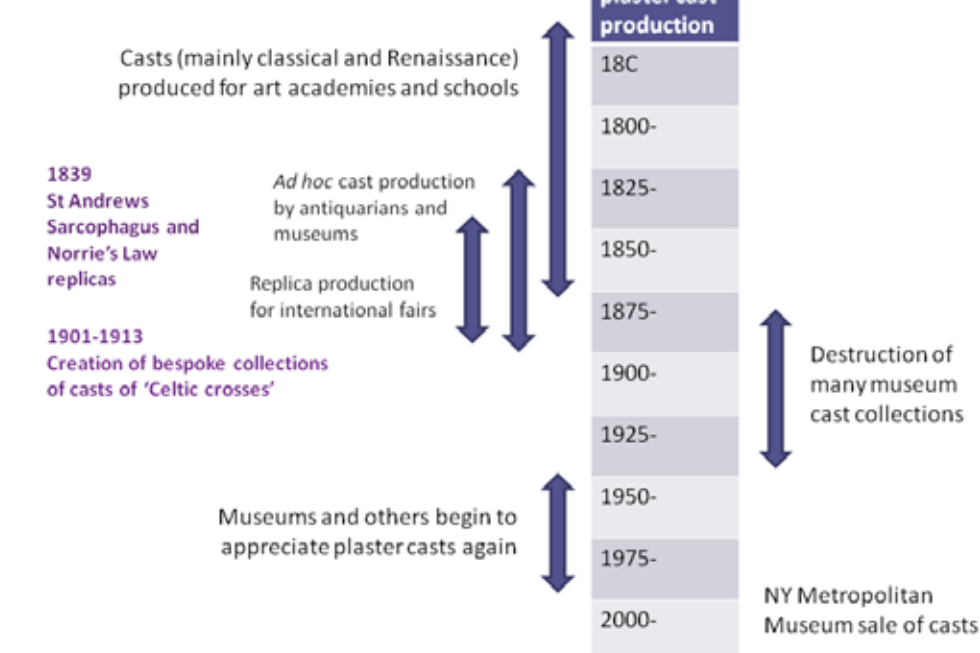 plaster cast
production
Casts (mainly classical and Renaissance)
produced for art academies and schools
18C
1800-
1839
St Andrews
Sarcophagus and
Norrie's Law
replicas
Ad hoc cast production
by antiquarians and
museums
1825-
1850-
Replica production
for international fairs
1875-
1901-1913
Creation of bespoke collections
of casts of 'Celtic crosses'
Destruction of
many museum
cast collections
1900-
1925-
Museums and others begin to
appreciate plaster casts again
1950-
1975-
NY Metropolitan
Museum sale of casts
2000-